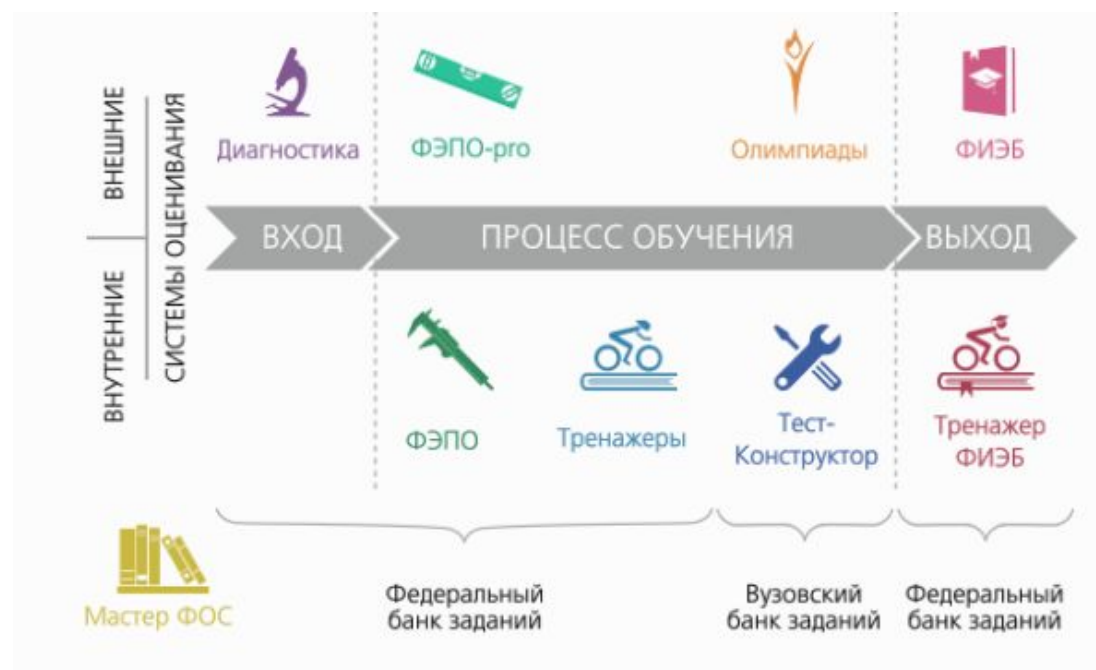 ВНЕШНИЕ
ВНУТРЕННИЕ
СИСТЕМЫ ОЦЕНИВАНИЯ
Диагностика
ФЭПО-pro
Олимпиады
ФИЭБ
ВХОД
ПРОЦЕСС ОБУЧЕНИЯ
ВЫХОД
ФЭПО
Тренажеры
Тест-
Конструктор
Тренажер
ФИЭБ
Мастер ФОС
Федеральный
банк заданий
Вузовский
банк заданий
Федеральный
банк заданий